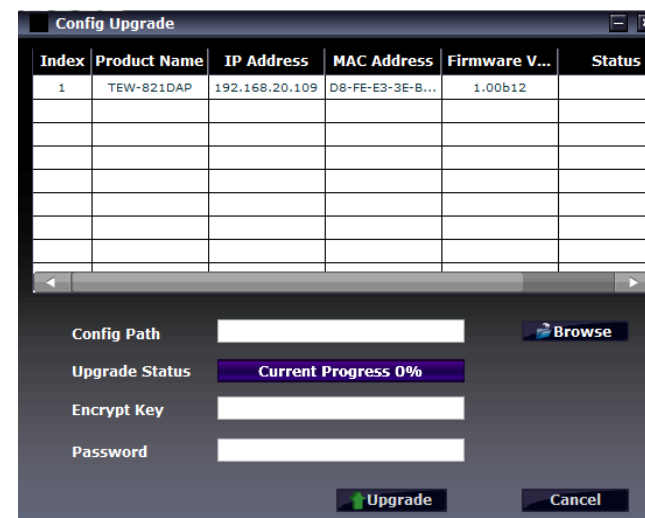 Config Upgrade
Index Product Name IP Address MAC Address Firmware V... Status
1 TEW-821DAP 192.168.20.109 D8-FE-E3-3E-B... 1.00b12
Config Path Browse
Upgrade Status Current Progress 0%
Encrypt Key
Password
Upgrade Cancel